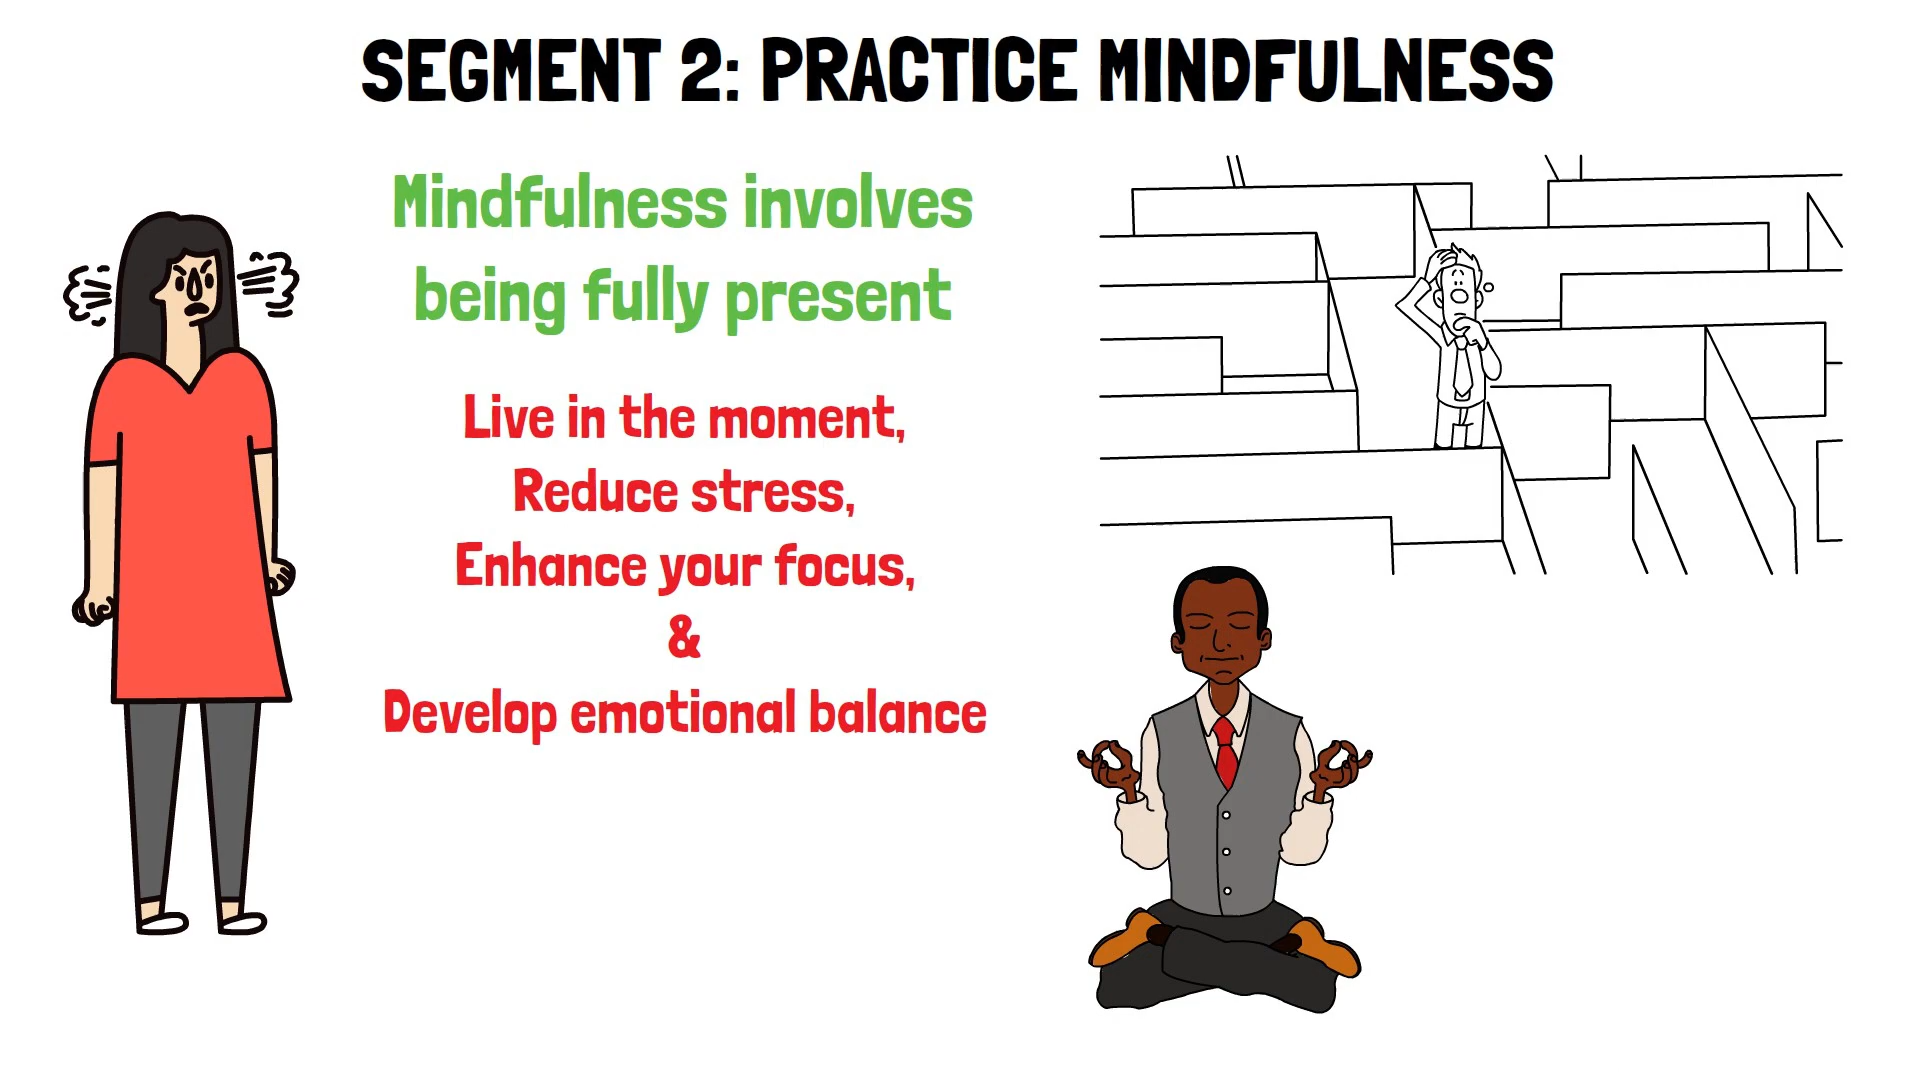 SEGMENT 2: PRACTICE MINDFULNESS
Mindfulness involves
being fully present
Live in the moment,
Reduce stress,
Enhance your focus,
&
Develop emotional balance